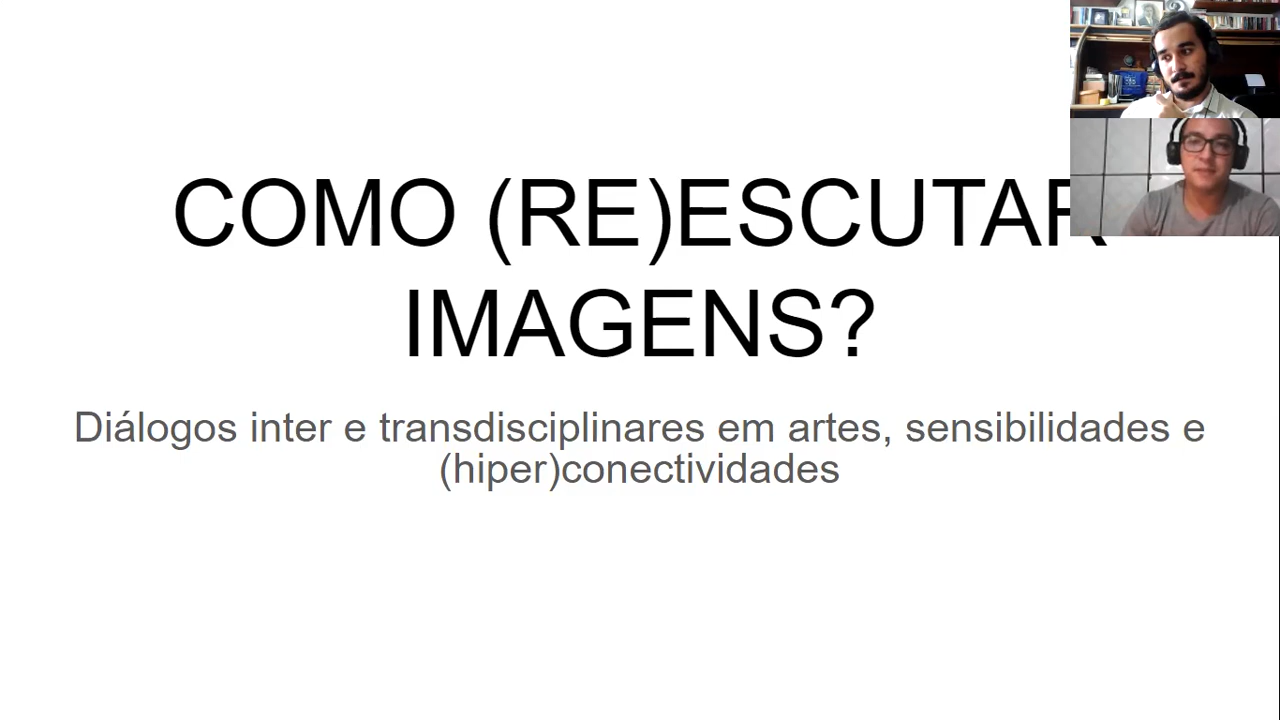 COMO (RE)ESCUTAR
IMAGENS?
Diálogos inter e transdisciplinares em artes, sensibilidades e
(hiper)conectividades